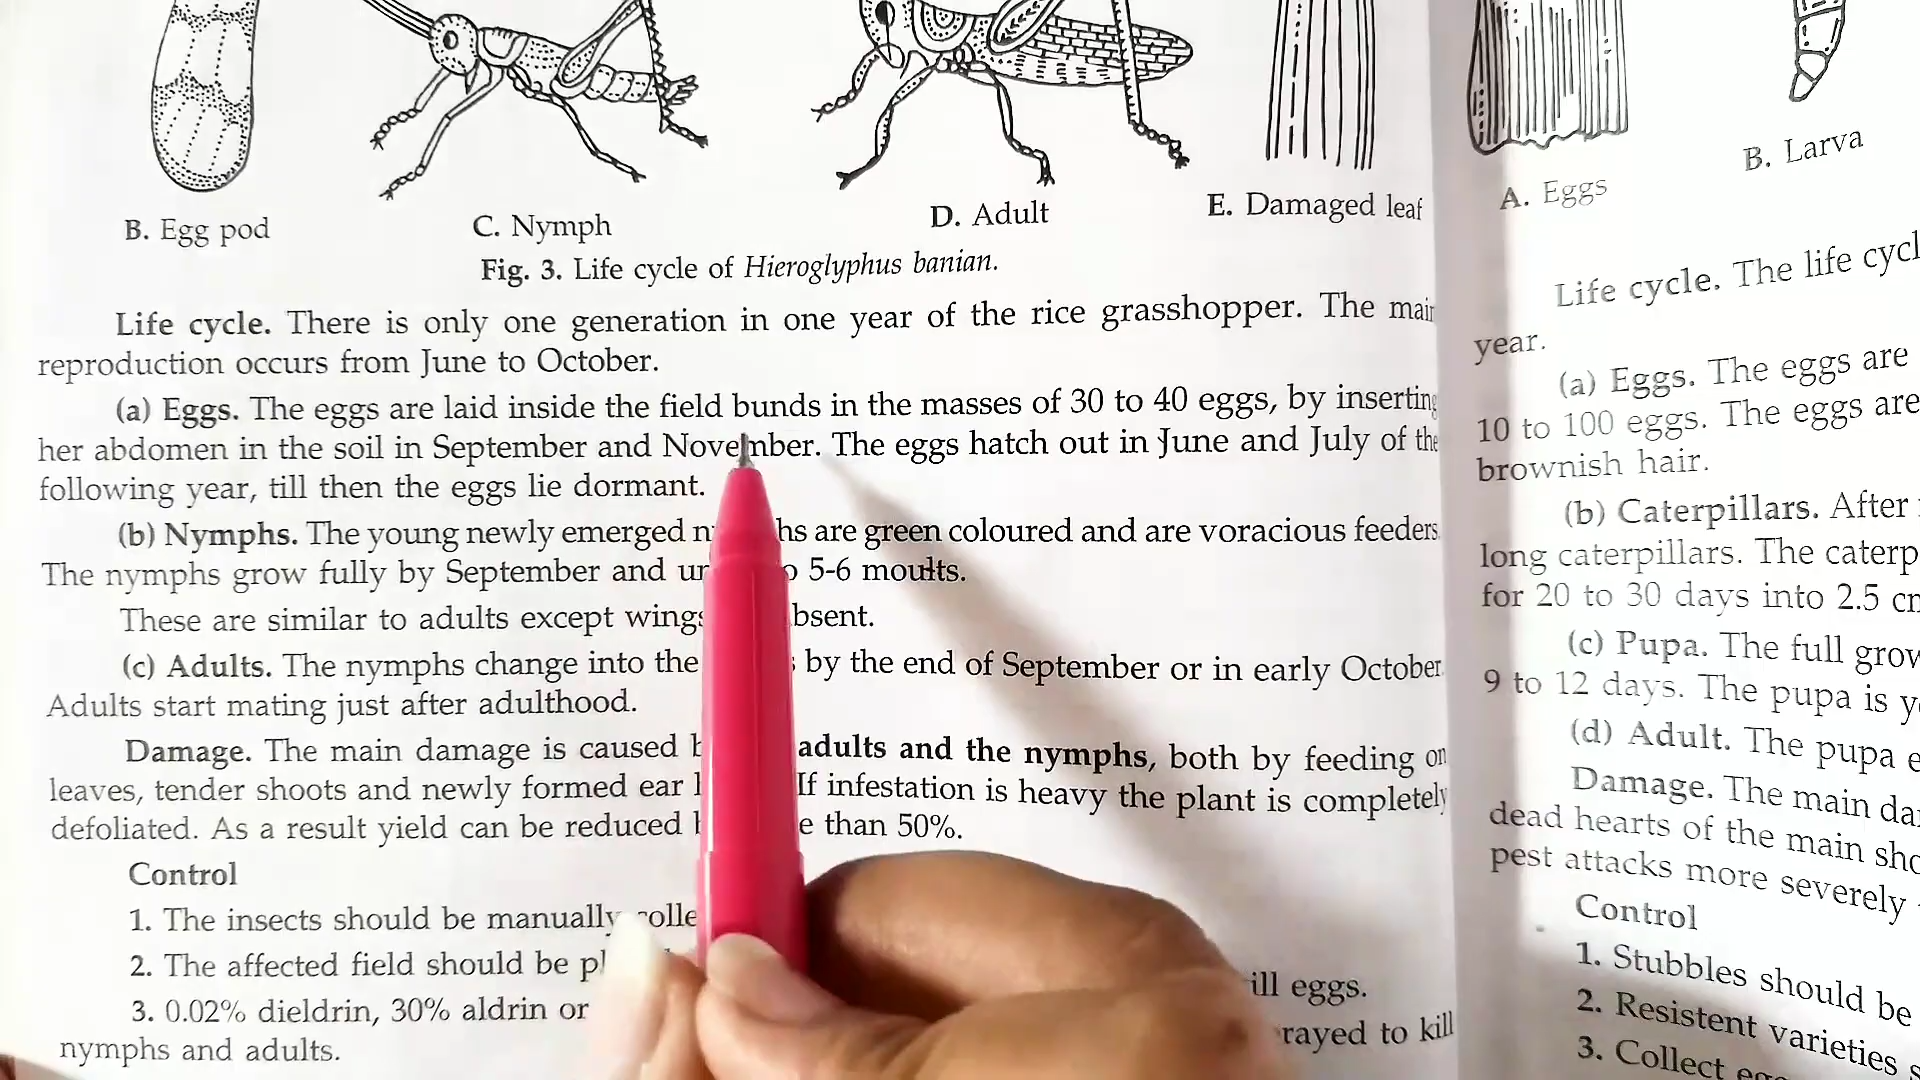 B. Egg pod
C. Nymph
D. Adult
E. Damaged leaf
Fig. 3. Life cycle of Hieroglyphus banian.
Life cycle. There is only one generation in one year of the rice grasshopper. The main
reproduction occurs from June to October.
(a) Eggs. The eggs are laid inside the field bunds in the masses of 30 to 40 eggs, by inserting
her abdomen in the soil in September and November. The eggs hatch out in June and July of the
following year, till then the eggs lie dormant.
(b) Nymphs. The young newly emerged are green coloured and are voracious feeders.
The nymphs grow fully by September and 5-6 moults.
These are similar to adults except wings
(c) Adults. The nymphs change into the by the end of September or in early October.
Adults start mating just after adulthood.
Damage. The main damage is caused adults and the nymphs, both by feeding on
leaves, tender shoots and newly formed ear If infestation is heavy the plant is completely
defoliated. As a result yield can be reduced than 50%.
Control
1. The insects should be manually
2. The affected field should be eggs.
3. 0.02% dieldrin, 30% aldrin or to kill
nymphs and adults.
A. Eggs
B. Larva
Life cycle. The life
year.
(a) Eggs. The eggs are
10 to 100 eggs. The eggs are
brownish hair.
(b) Caterpillars. After
long caterpillars. The
for 20 to 30 days into 2.5
(c) Pupa. The full
9 to 12 days. The pupa is
(d) Adult. The pupa
Damage. The main
dead hearts of the main
pest attacks more severely
Control
1. Stubbles should be
2. Resistent varieties
3. Collect